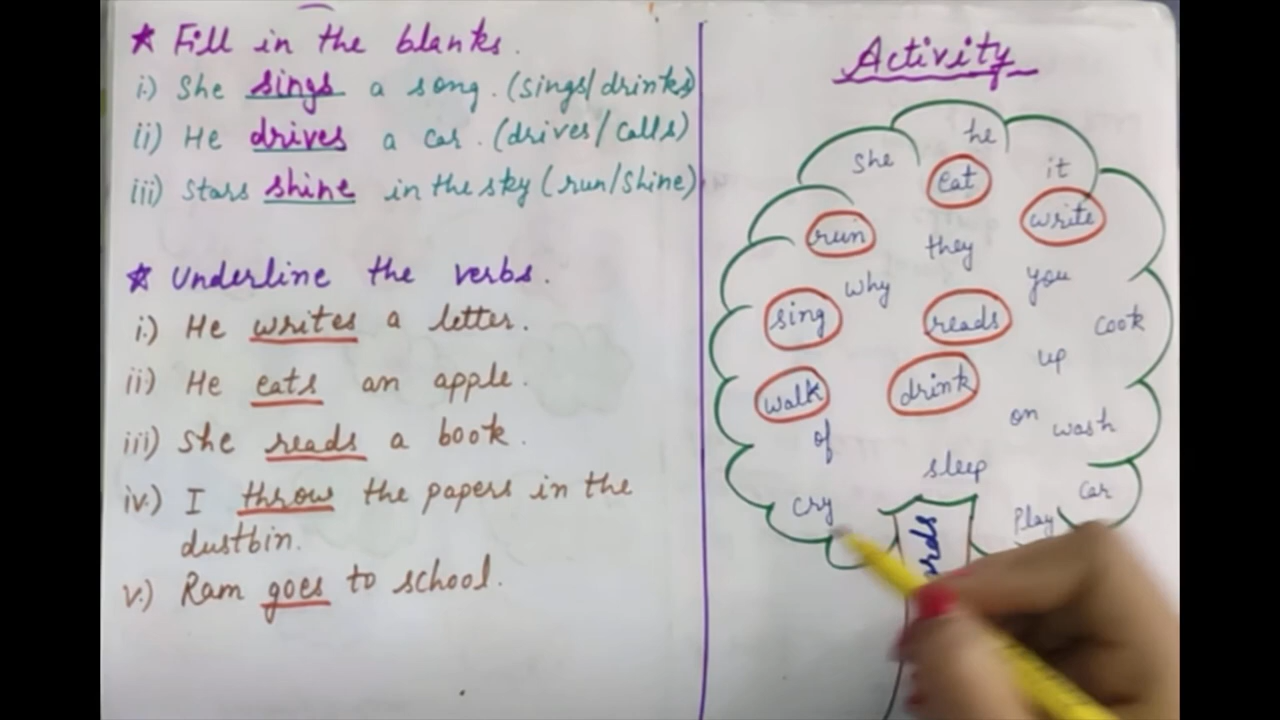 ★ Fill in the blanks.
i.) She sings a song. (sings/drinks)
ii) He drives a car. (drives/calls)
iii) Stars shine in the sky (run/shine)
★ Underline the verbs.
i.) He writes a letter.
ii.) He eats an apple.
iii.) She reads a book.
iv.) I throw the papers in the
dustbin.
v.) Ram goes to school.
Activity
he
she
eat
it
run
write
they
why
you
sing
reads
cook
up
walk
drink
on
wash
of
sleep
cry
car
Play